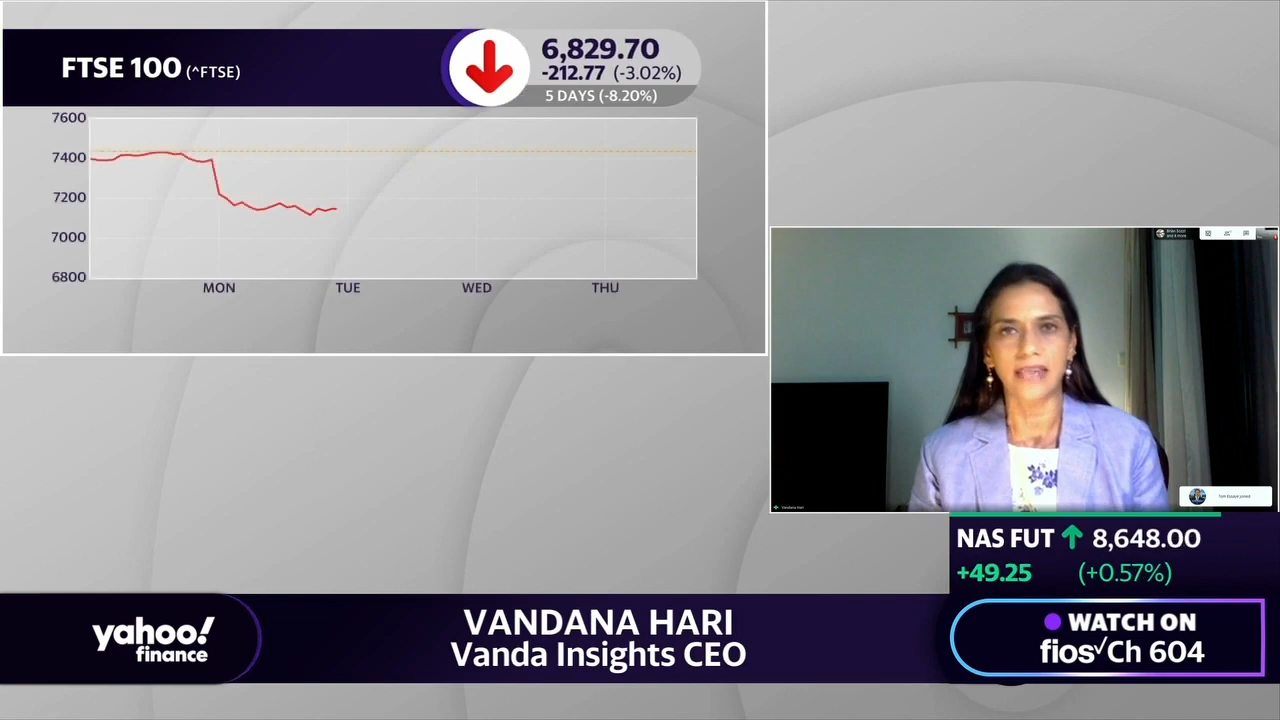 FTSE 100 (^FTSE)
6,829.70
-212.77 (-3.02%)
5 DAYS (-8.20%)
7600
7400
7200
7000
6800
MON TUE WED THU
Vandana Hari
NAS FUT 8,648.00
+49.25 (+0.57%)
yahoo!
finance
VANDANA HARI
Vanda Insights CEO
WATCH ON
fios✓Ch 604